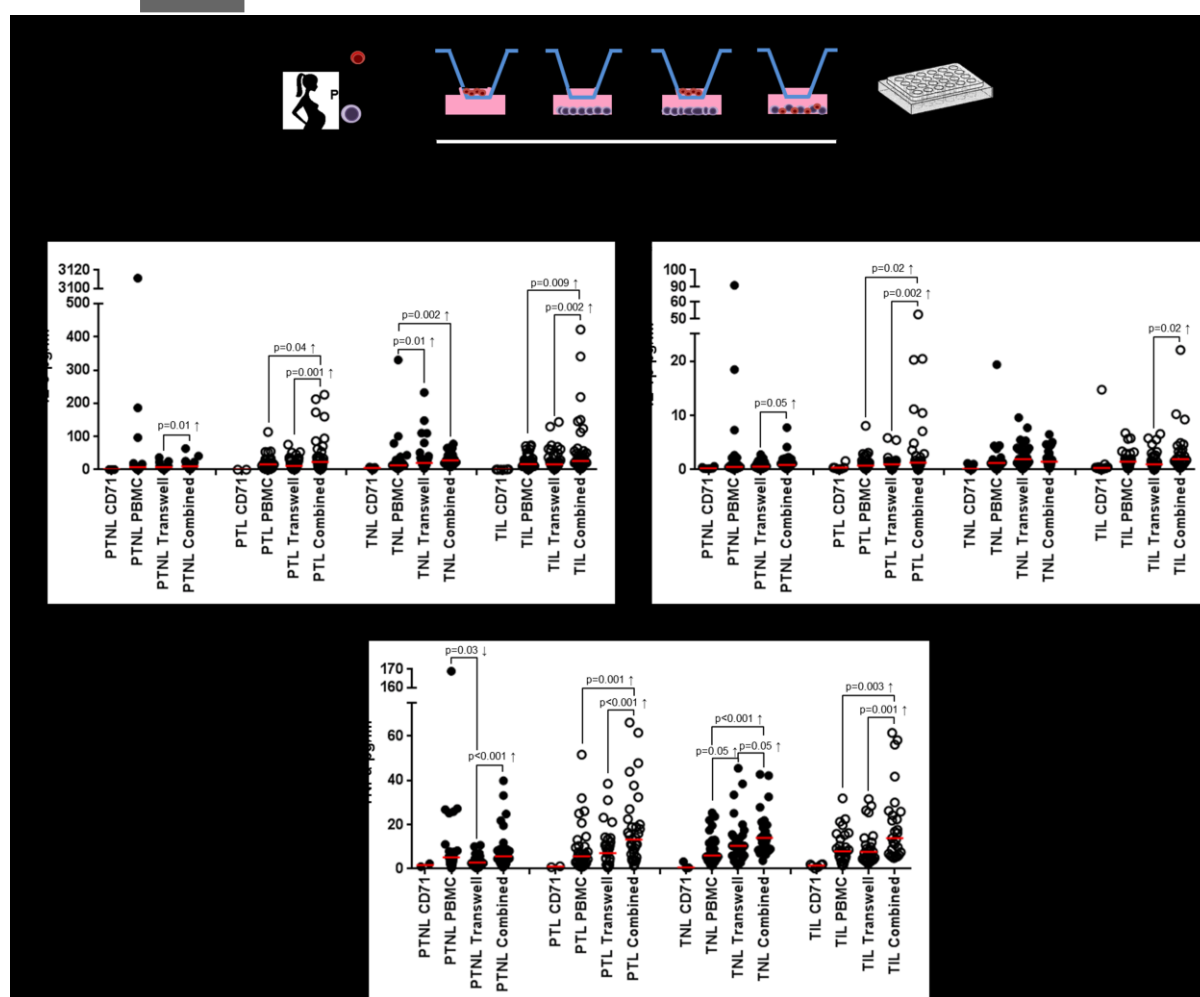 P
3120
3100
500
400
300
200
100
0
p=0.01 ↑
p=0.04 ↑
p=0.001 ↑
p=0.002 ↑
p=0.01 ↑
p=0.009 ↑
p=0.002 ↑
PTNL CD71
PTNL PBMC
PTNL Transwell
PTNL Combined
PTL CD71
PTL PBMC
PTL Transwell
PTL Combined
TNL CD71
TNL PBMC
TNL Transwell
TNL Combined
TIL CD71
TIL PBMC
TIL Transwell
TIL Combined
100
90
60
50
20
10
0
p=0.05 ↑
p=0.02 ↑
p=0.002 ↑
p=0.02 ↑
PTNL CD71
PTNL PBMC
PTNL Transwell
PTNL Combined
PTL CD71
PTL PBMC
PTL Transwell
PTL Combined
TNL CD71
TNL PBMC
TNL Transwell
TNL Combined
TIL CD71
TIL PBMC
TIL Transwell
TIL Combined
170
160
60
40
20
0
p=0.03 ↓
p<0.001 ↑
p=0.001 ↑
p<0.001 ↑
p<0.001 ↑
p=0.05 ↑
p=0.05 ↑
p=0.003 ↑
p=0.001 ↑
PTNL CD71
PTNL PBMC
PTNL Transwell
PTNL Combined
PTL CD71
PTL PBMC
PTL Transwell
PTL Combined
TNL CD71
TNL PBMC
TNL Transwell
TNL Combined
TIL CD71
TIL PBMC
TIL Transwell
TIL Combined